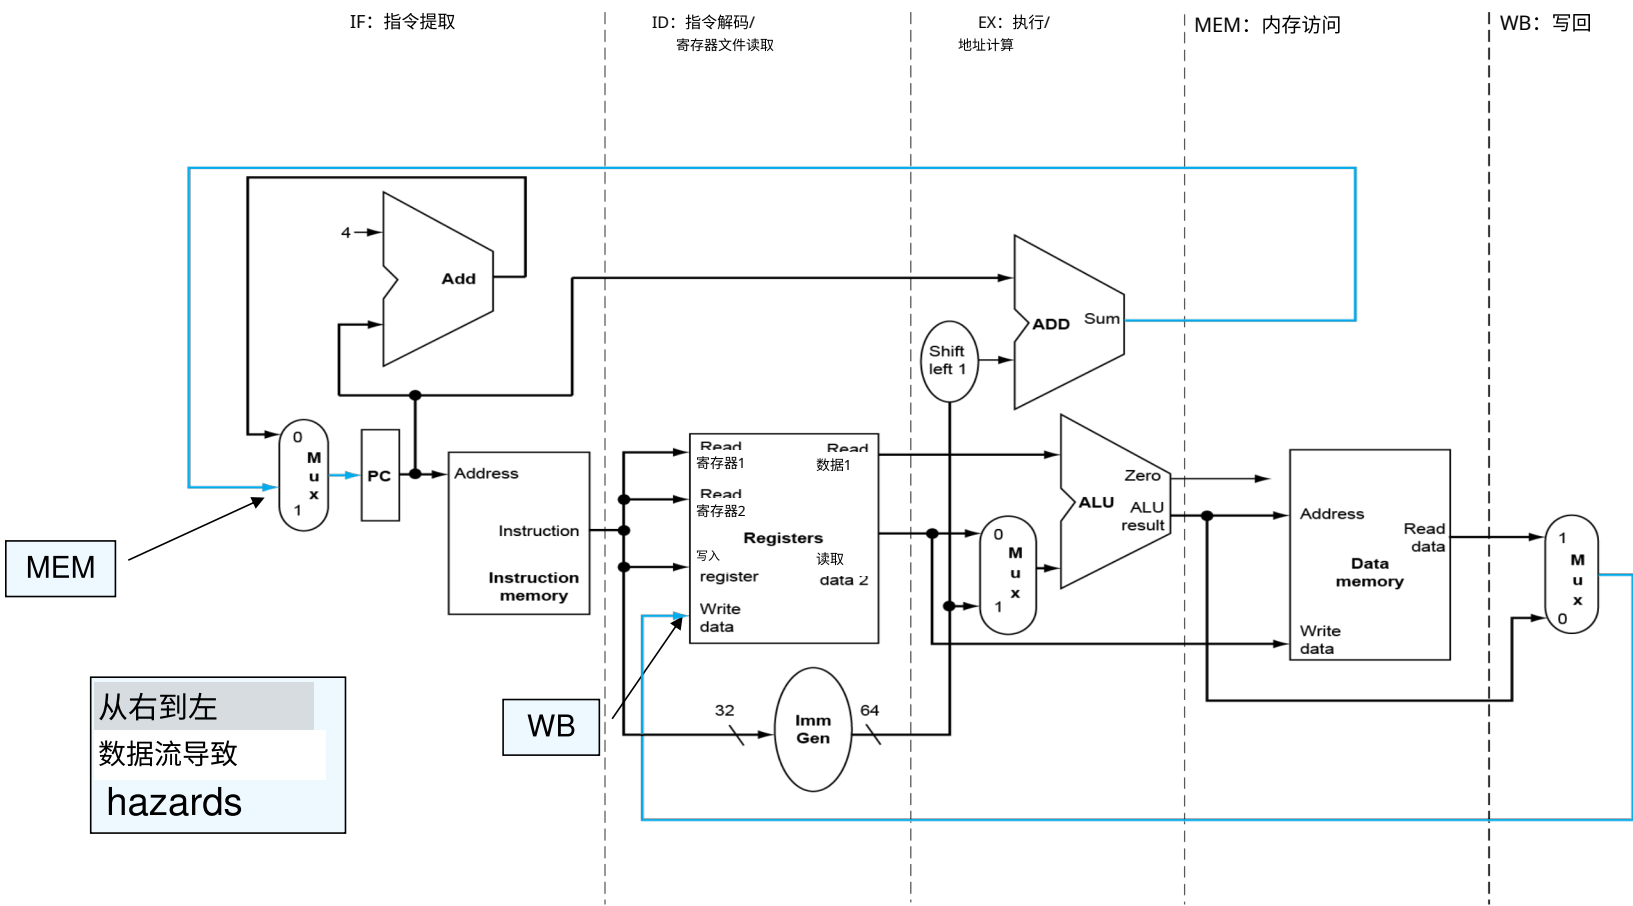 IF：指令提取
ID：指令解码/
寄存器文件读取
EX：执行/
地址计算
MEM：内存访问
WB：写回
4
Add
ADD
Sum
Shift
left 1
0
M
u
x
1
PC
Address
Instruction
Instruction
memory
Read
寄存器1
Read
寄存器2
写入
register
Write
data
Registers
Read
数据1
读取
data 2
0
M
u
x
1
Zero
ALU
ALU
result
Address
Read
data
Data
memory
Write
data
1
M
u
x
0
MEM
WB
32
Imm
Gen
64
从右到左
数据流导致
hazards